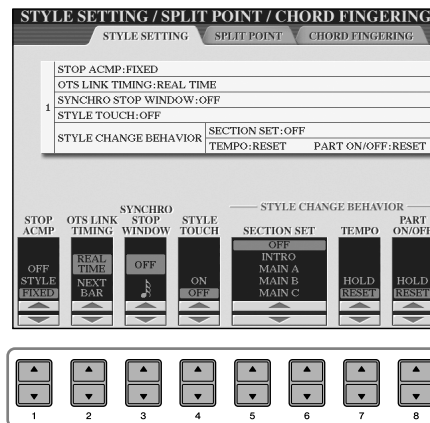 STYLE SETTING / SPLIT POINT / CHORD FINGERING
STYLE SETTING SPLIT POINT CHORD FINGERING
STOP ACMP:FIXED
OTS LINK TIMING:REAL TIME
SYNCHRO STOP WINDOW:OFF
1
STYLE TOUCH:OFF
STYLE CHANGE BEHAVIOR SECTION SET:OFF
TEMPO:RESET PART ON/OFF:RESET
STYLE CHANGE BEHAVIOR
STOP ACMP
OTS LINK TIMING
SYNCHRO STOP WINDOW
STYLE TOUCH
SECTION SET
TEMPO
PART ON/OFF
OFF
STYLE
FIXED
REAL TIME
NEXT BAR
OFF
ON
OFF
OFF
INTRO
MAIN A
MAIN B
MAIN C
HOLD
RESET
HOLD
RESET
1 2 3 4 5 6 7 8